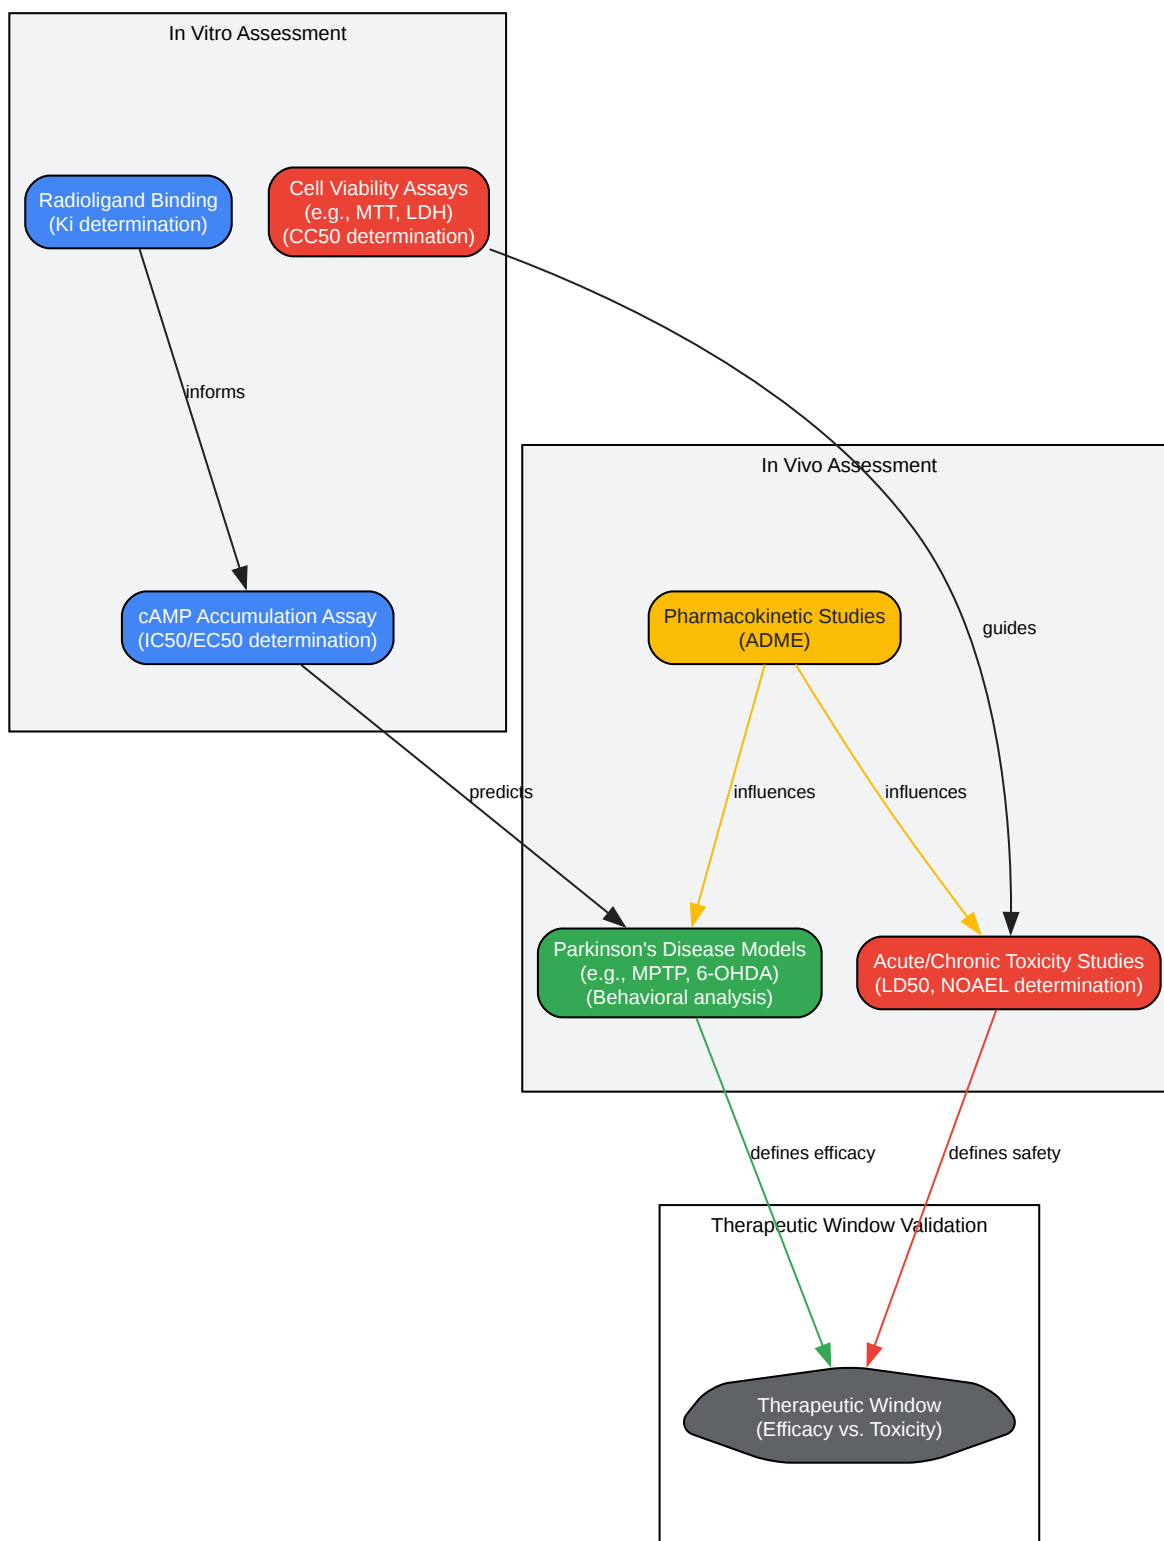 In Vitro Assessment
Radioligand Binding
(Ki determination)
Cell Viability Assays
(e.g., MTT, LDH)
(CC50 determination)
informs
cAMP Accumulation Assay
(IC50/EC50 determination)
In Vivo Assessment
Pharmacokinetic Studies
(ADME)
guides
predicts
influences
influences
Parkinson's Disease Models
(e.g., MPTP, 6-OHDA)
(Behavioral analysis)
Acute/Chronic Toxicity Studies
(LD50, NOAEL determination)
defines efficacy
defines safety
Therapeutic Window Validation
Therapeutic Window
(Efficacy vs. Toxicity)